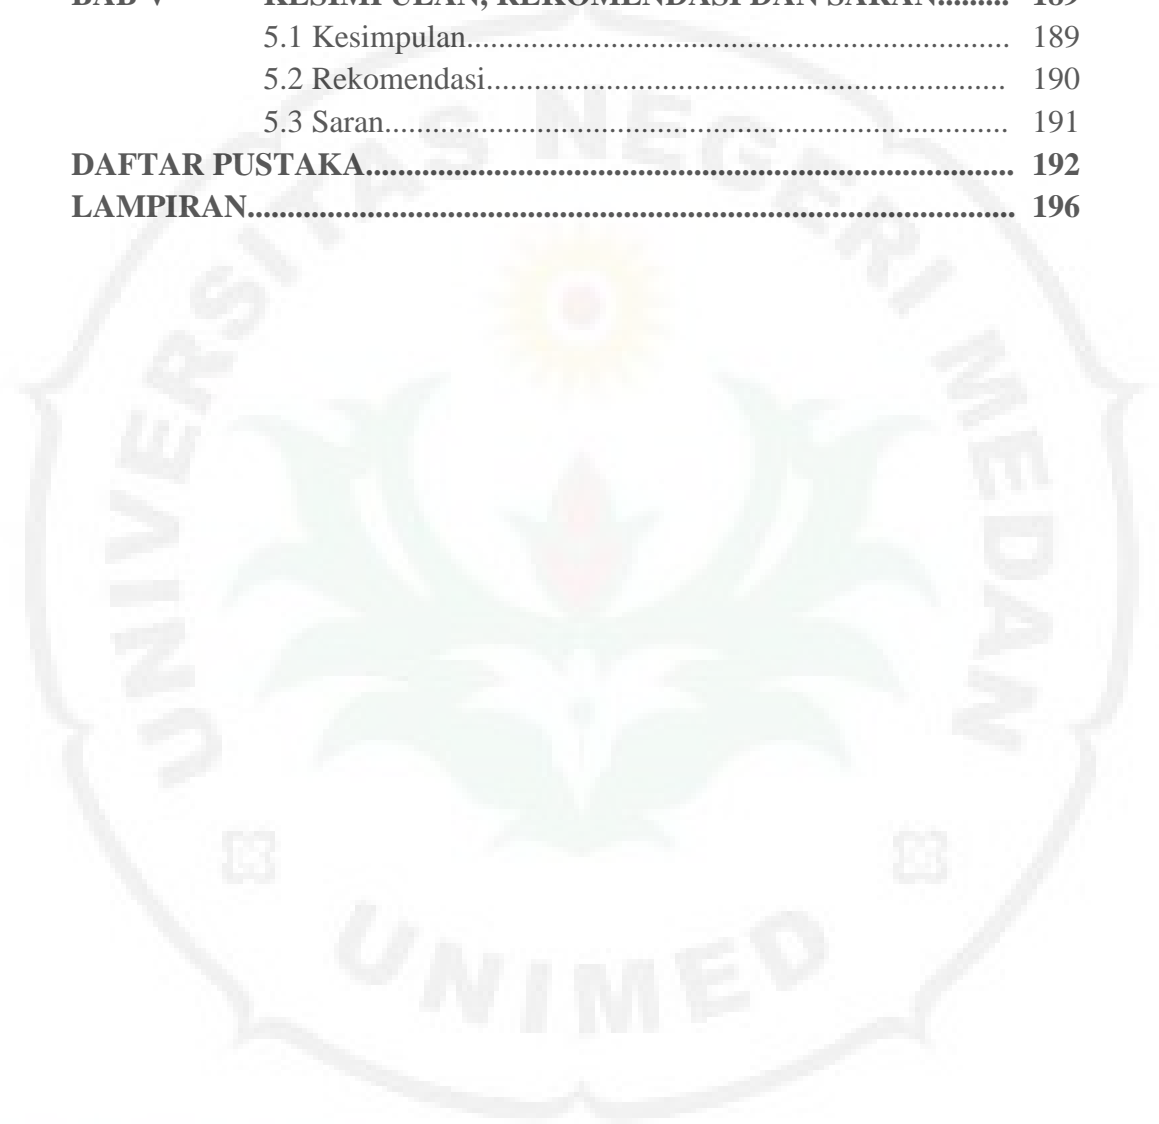 BAB V KESIMPULAN, REKOMENDASI DAN SARAN......... 189
5.1 Kesimpulan.................................................................... 189
5.2 Rekomendasi................................................................. 190
5.3 Saran.............................................................................. 191
DAFTAR PUSTAKA.................................................................................. 192
LAMPIRAN................................................................................................. 196
UNIVERSITAS NEGERI MEDAN
UNIMED